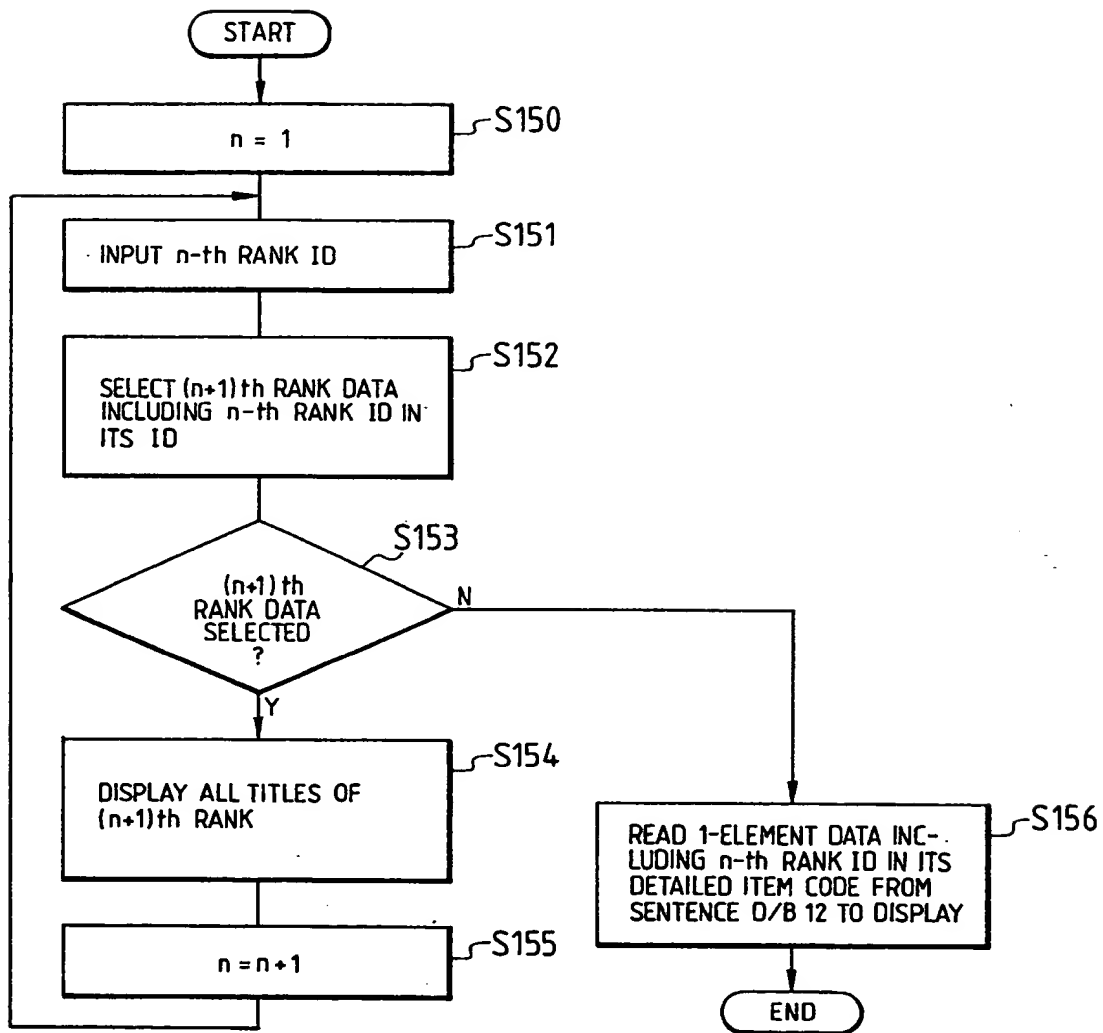 START
n = 1
S150
INPUT n-th RANK ID
S151
SELECT (n+1)th RANK DATA
INCLUDING n-th RANK ID IN
ITS ID
S152
(n+1)th
RANK DATA
SELECTED
?
S153
N
Y
DISPLAY ALL TITLES OF
(n+1)th RANK
S154
n = n+1
S155
READ 1-ELEMENT DATA INC-
LUDING n-th RANK ID IN ITS
DETAILED ITEM CODE FROM
SENTENCE D/B 12 TO DISPLAY
S156
END